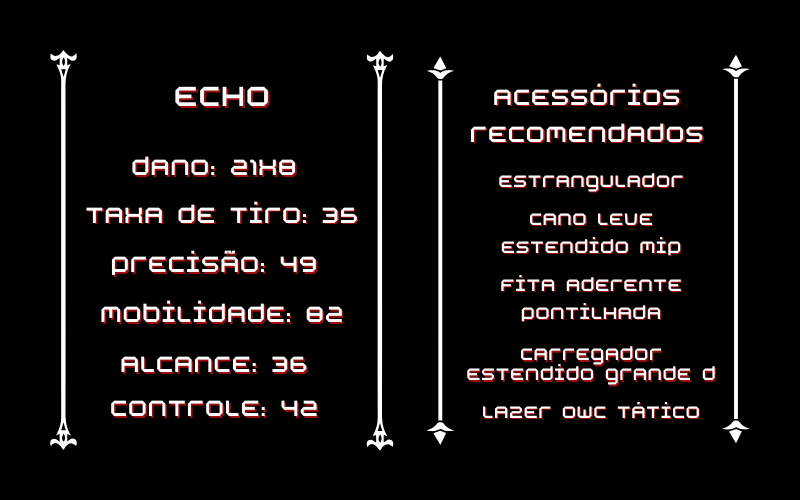 ECHO
DANO: 21X8
TAXA DE TIRO: 35
PRECISÃO: 49
MOBILIDADE: 82
ALCANCE: 36
CONTROLE: 42
ACESSÓRIOS
RECOMENDADOS
ESTRANGULADOR
CANO LEVE
ESTENDIDO MIP
FITA ADERENTE
PONTILHADA
CARREGADOR
ESTENDIDO GRANDE D
LAZER OWC TÁTICO